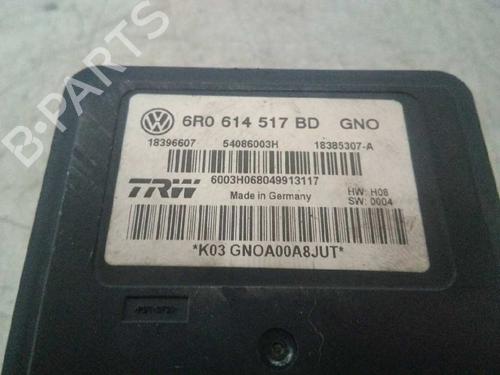 B-PARTS
6R0 614 517 BD GNO
18396607 54086003H 18385307-A
TRW 6003H068049913117
Made in Germany HW: H08
SW: 0004
*K03 GNOA00A8JUT*